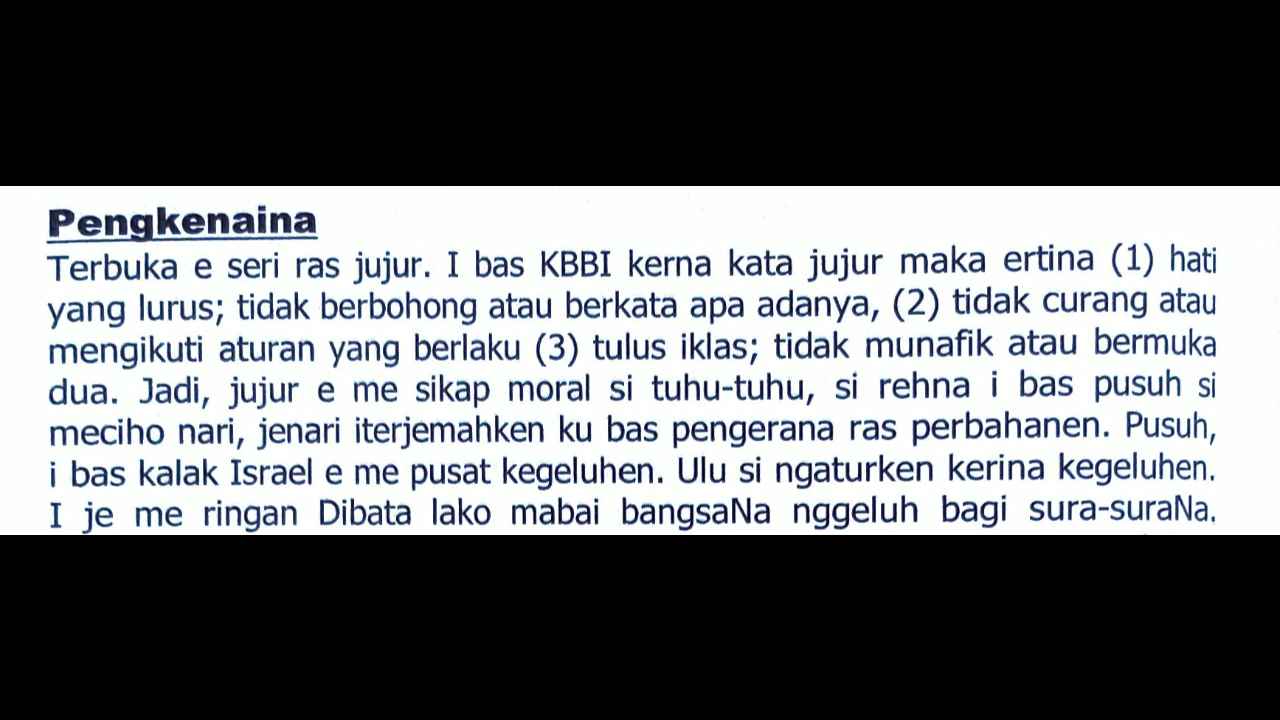 Pengkenaina
Terbuka e seri ras jujur. I bas KBBI kerna kata jujur maka ertina (1) hati
yang lurus; tidak berbohong atau berkata apa adanya, (2) tidak curang atau
mengikuti aturan yang berlaku (3) tulus iklas; tidak munafik atau bermuka
dua. Jadi, jujur e me sikap moral si tuhu-tuhu, si rehna i bas pusuh si
meciho nari, jenari iterjemahken ku bas pengerana ras perbahanen. Pusuh,
i bas kalak Israel e me pusat kegeluhen. Ulu si ngaturken kerina kegeluhen.
I je me ringan Dibata lako mabai bangsaNa nggeluh bagi sura-suraNa.